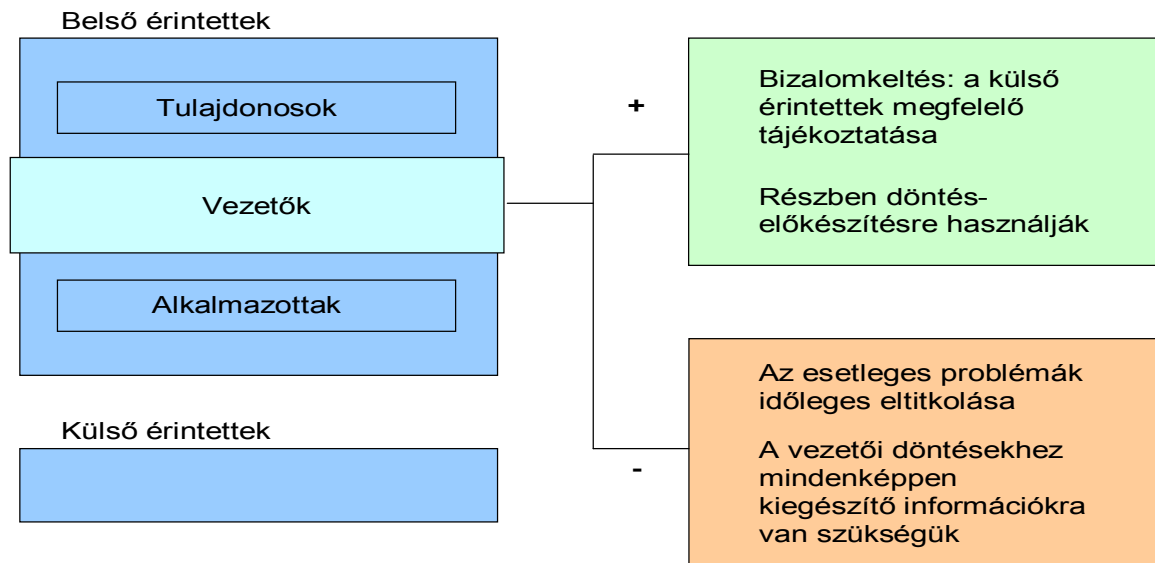 Belső érintettek
Tulajdonosok
Vezetők
Alkalmazottak
Külső érintettek
+
Bizalomkeltés: a külső
érintettek megfelelő
tájékoztatása
Részben döntés-
előkészítésre használják
-
Az esetleges problémák
időleges eltitkolása
A vezetői döntésekhez
mindenképpen
kiegészítő információkra
van szükségük